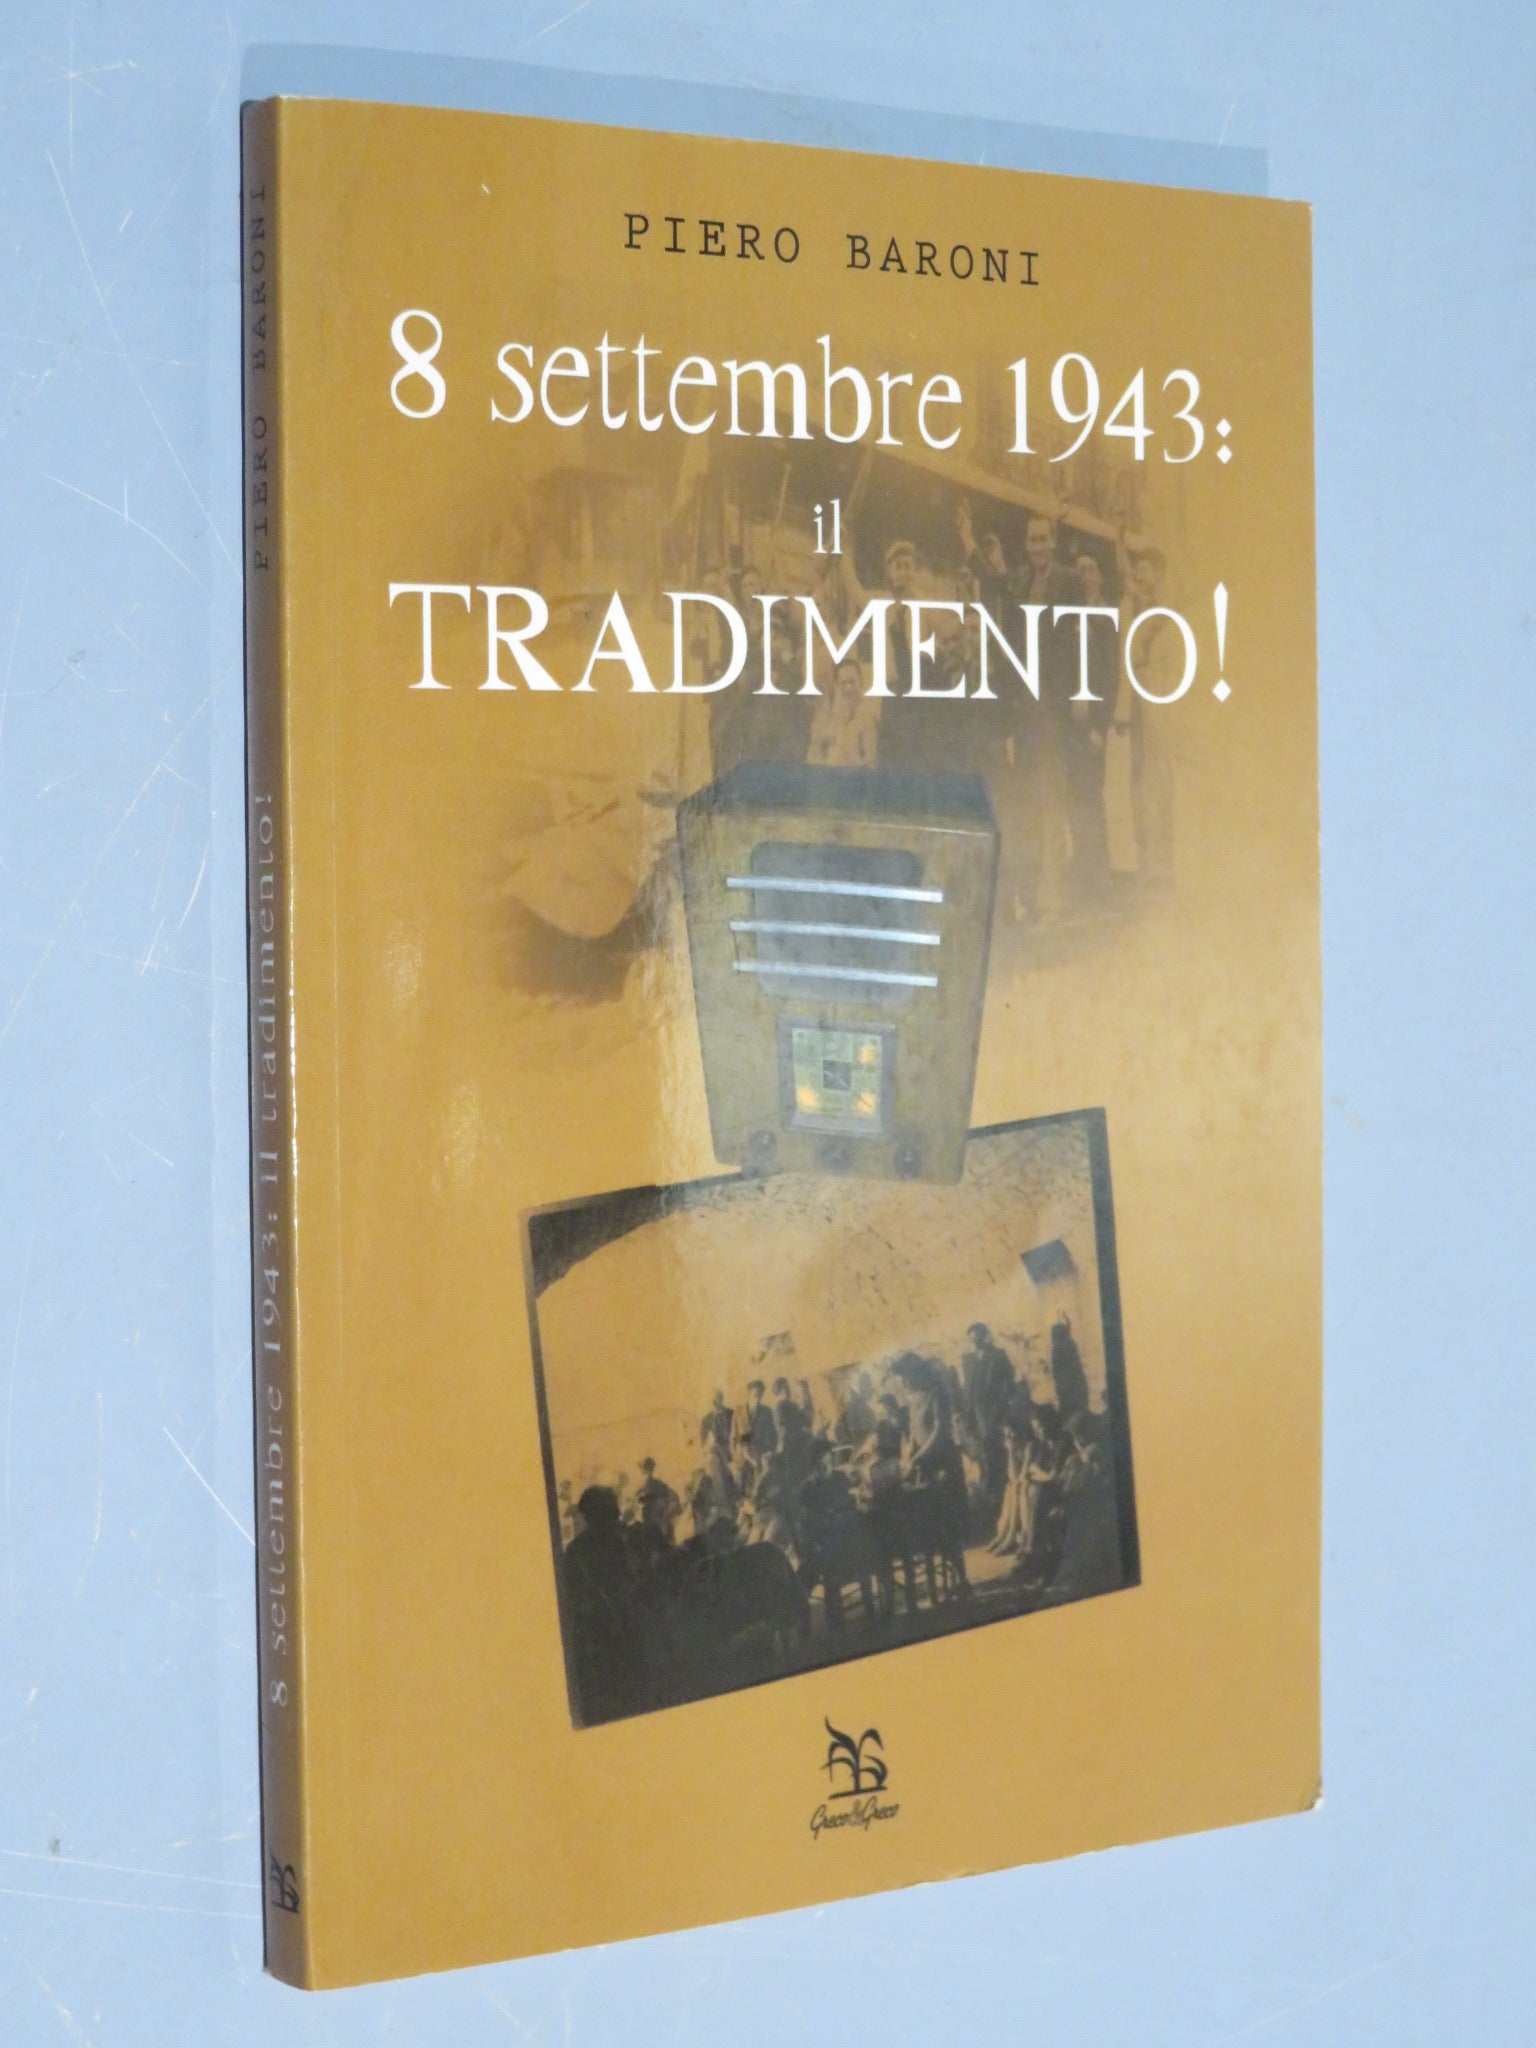 PIERO BARONI
8 settembre 1943:
il
TRADIMENTO!
Greco&Greco
PIERO BARONI
8 settembre 1943: il tradimento!